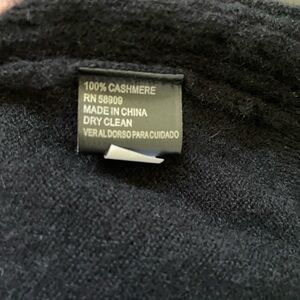 100% CASHMERE
RN 58909
MADE IN CHINA
DRY CLEAN
VER AL DORSO PARA CUIDADO